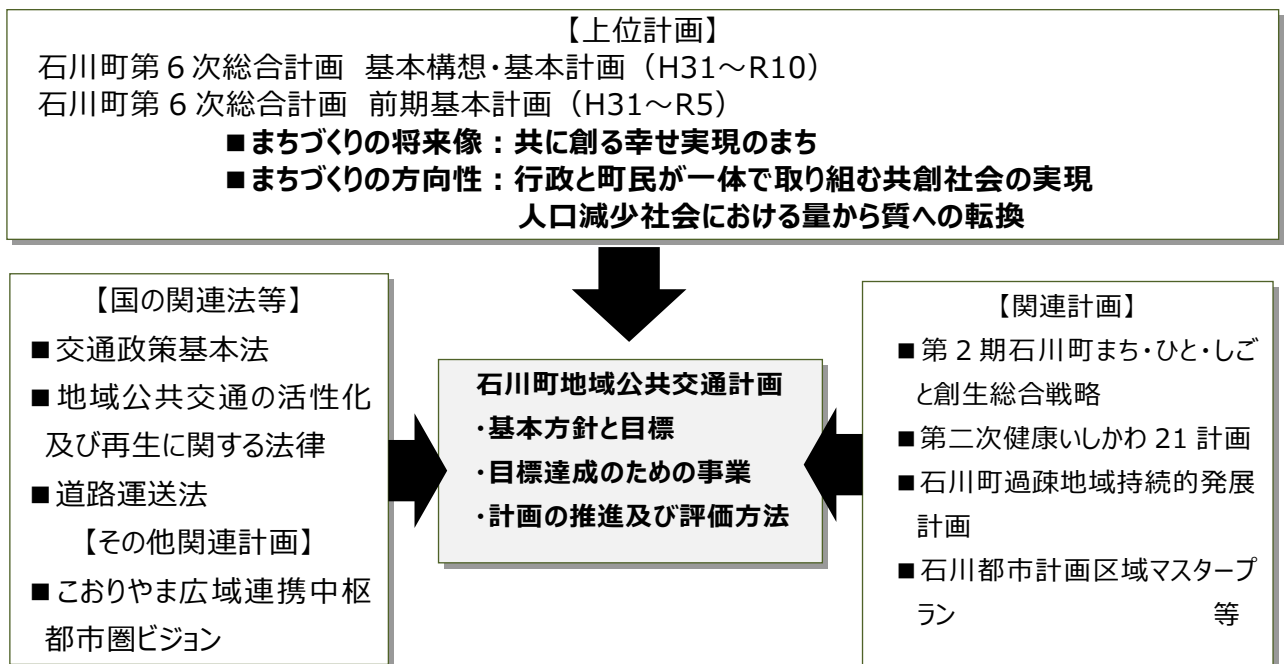 【上位計画】
石川町第6次総合計画 基本構想・基本計画（H31～R10）
石川町第6次総合計画 前期基本計画（H31～R5）
■まちづくりの将来像：共に創る幸せ実現のまち
■まちづくりの方向性：行政と町民が一体で取り組む共創社会の実現
人口減少社会における量から質への転換
【国の関連法等】
■交通政策基本法
■地域公共交通の活性化
及び再生に関する法律
■道路運送法
【その他関連計画】
■こおりやま広域連携中枢
都市圏ビジョン
石川町地域公共交通計画
・基本方針と目標
・目標達成のための事業
・計画の推進及び評価方法
【関連計画】
■第2期石川町まち・ひと・しご
と創生総合戦略
■第二次健康いしかわ21計画
■石川町過疎地域持続的発展
計画
■石川都市計画区域マスタープ
ラン 等